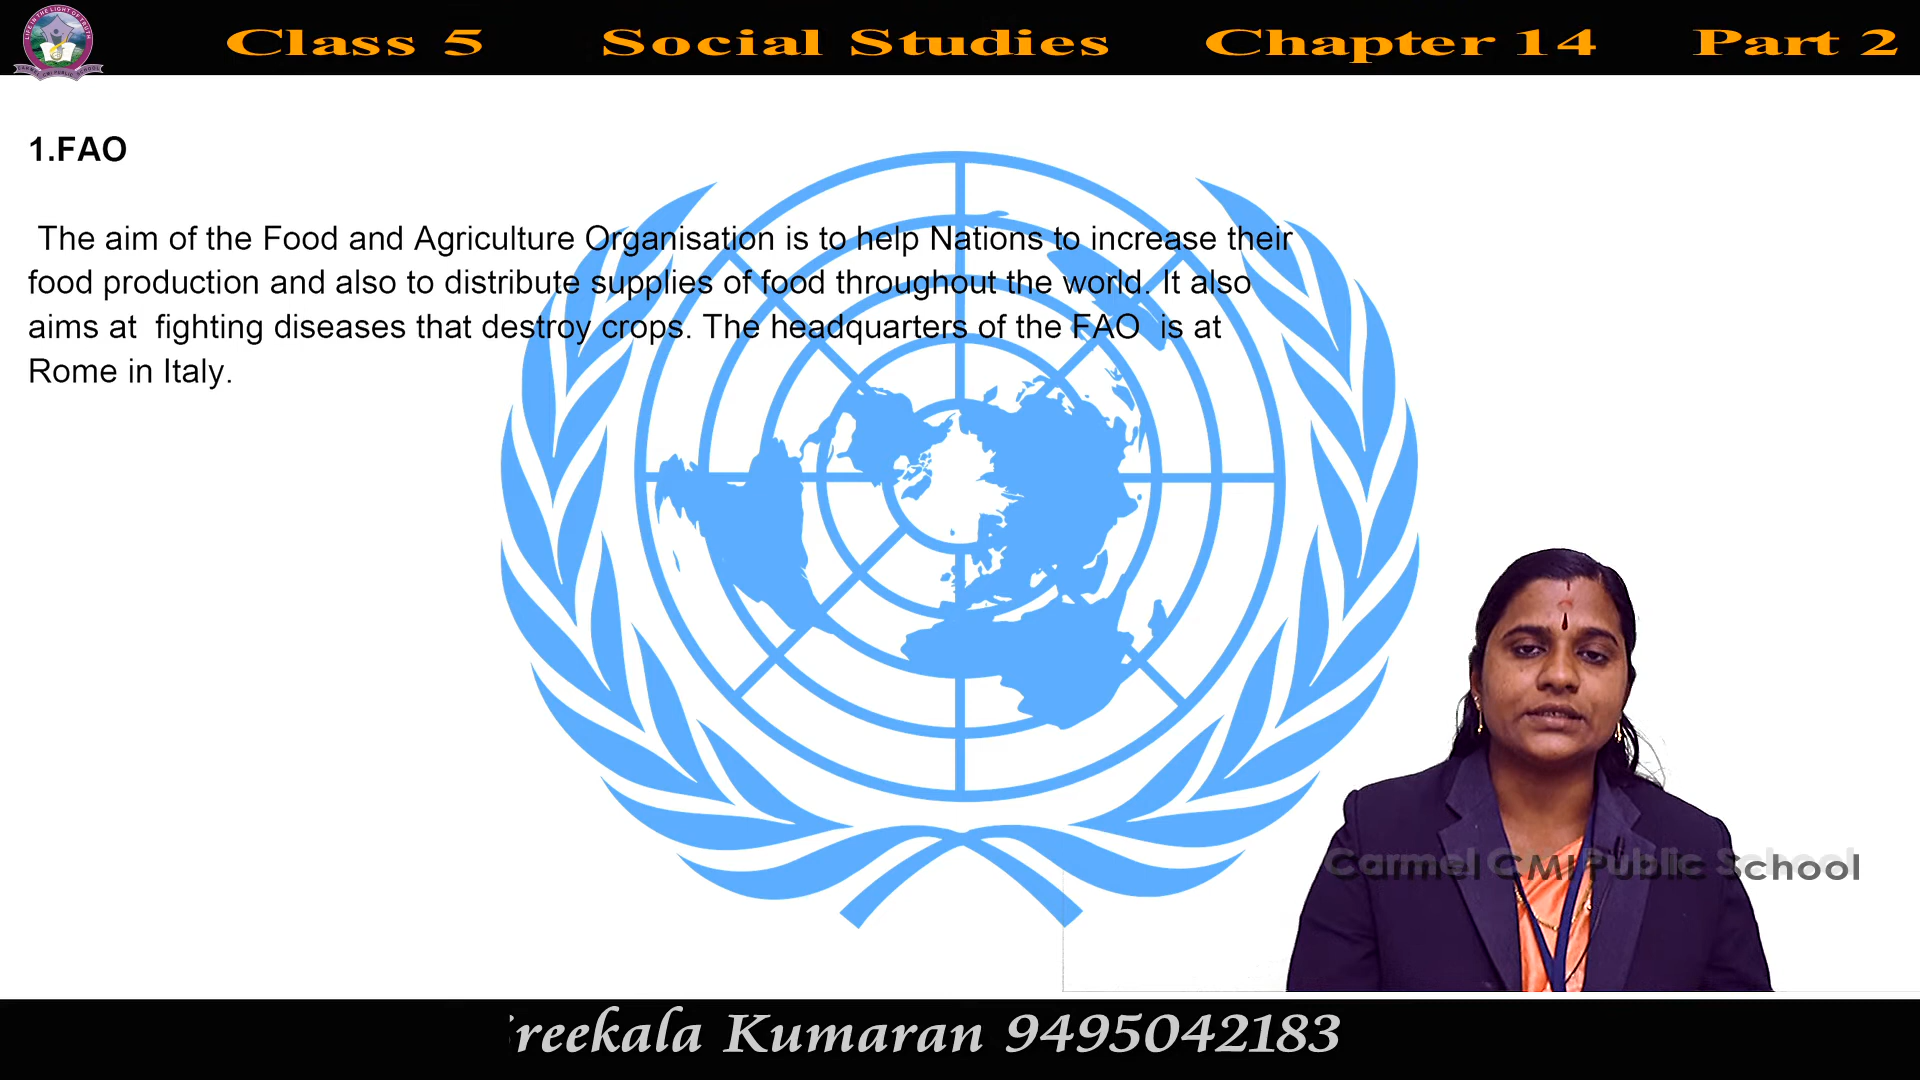 Class 5 Social Studies Chapter 14 Part 2
1.FAO
The aim of the Food and Agriculture Organisation is to help Nations to increase their
food production and also to distribute supplies of food throughout the world. It also
aims at fighting diseases that destroy crops. The headquarters of the FAO is at
Rome in Italy.
Carmel CMI Public School
reekala Kumaran 9495042183